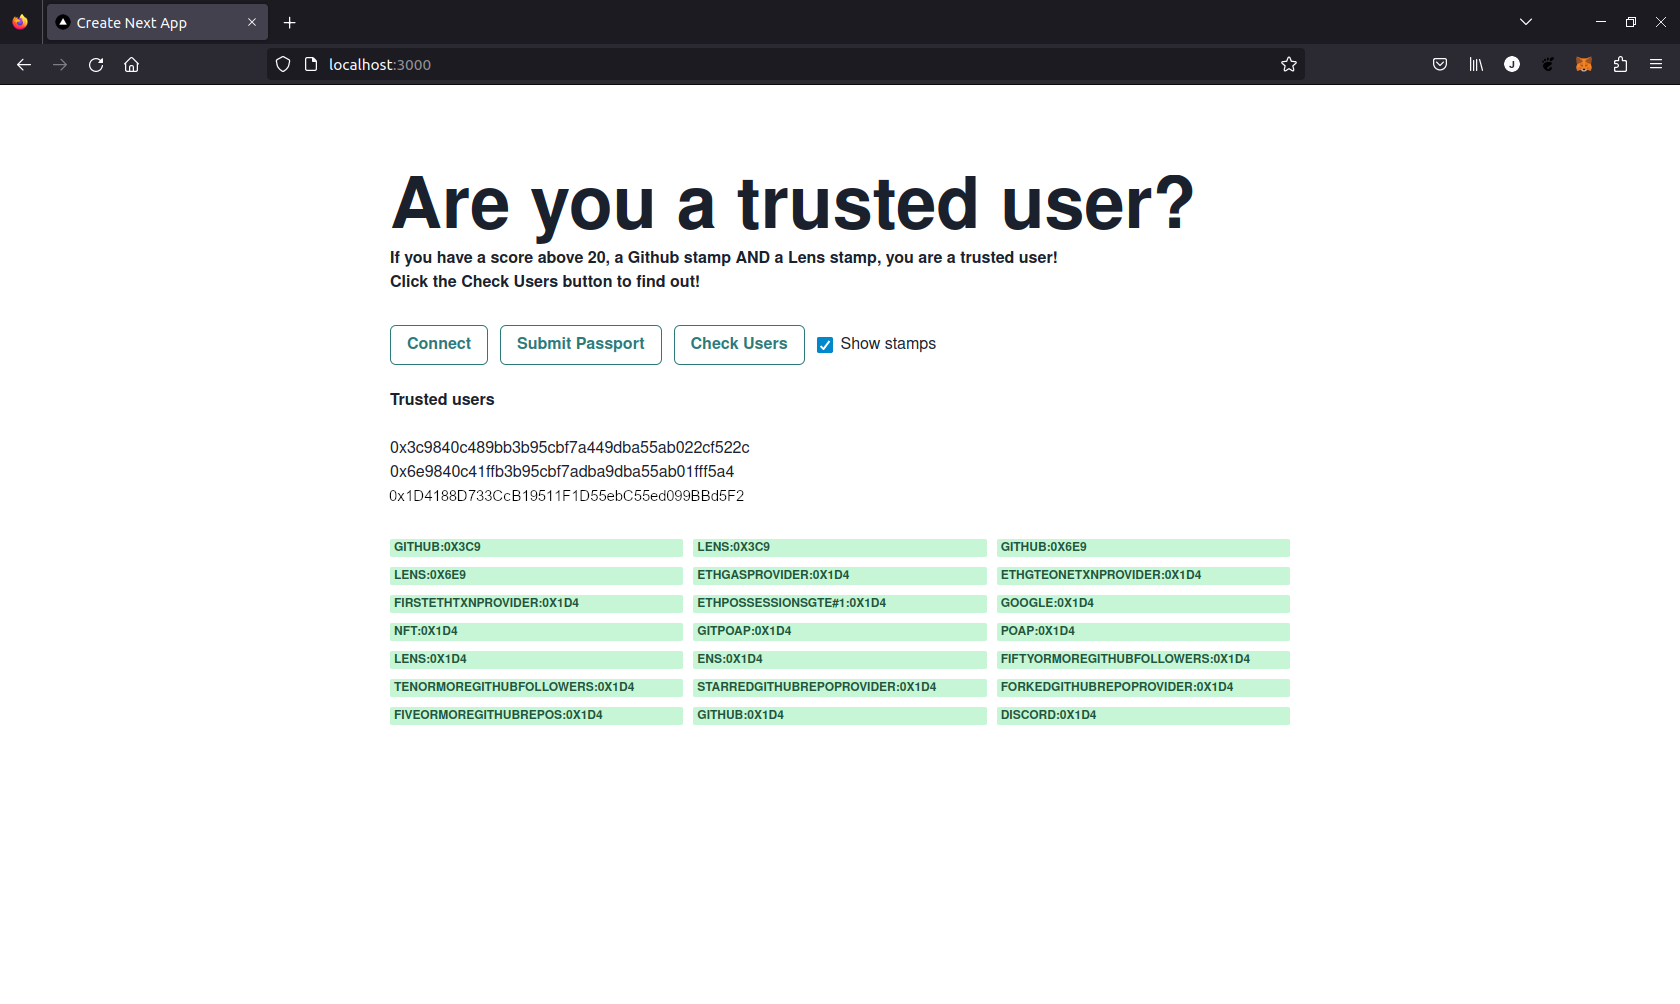 Create Next App
localhost:3000
Are you a trusted user?
If you have a score above 20, a Github stamp AND a Lens stamp, you are a trusted user!
Click the Check Users button to find out!
Connect Submit Passport Check Users Show stamps
Trusted users
0x3c9840c489bb3b95cbf7a449dba55ab022cf522c
0x6e9840c41ffb3b95cbf7adba9dba55ab01fff5a4
0x1D4188D733CcB19511F1D55ebC55ed099BBd5F2
GITHUB:0X3C9 LENS:0X3C9 GITHUB:0X6E9
LENS:0X6E9 ETHGASPROVIDER:0X1D4 ETHGTEONETXNPROVIDER:0X1D4
FIRSTETHTXNPROVIDER:0X1D4 ETHPOSSESSIONSGTE#1:0X1D4 GOOGLE:0X1D4
NFT:0X1D4 GITPOAP:0X1D4 POAP:0X1D4
LENS:0X1D4 ENS:0X1D4 FIFTYORMOREGITHUBFOLLOWERS:0X1D4
TENORMOREGITHUBFOLLOWERS:0X1D4 STARREDGITHUBREPOPROVIDER:0X1D4 FORKEDGITHUBREPOPROVIDER:0X1D4
FIVEORMOREGITHUBREPOS:0X1D4 GITHUB:0X1D4 DISCORD:0X1D4